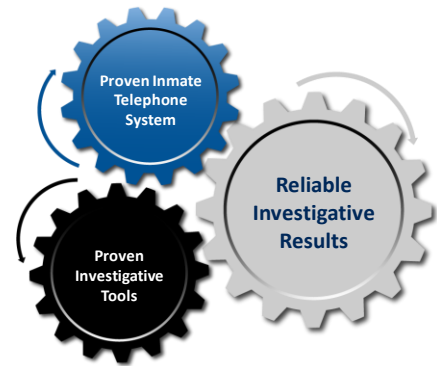 Proven Inmate
Telephone
System
Reliable
Investigative
Results
Proven
Investigative
Tools